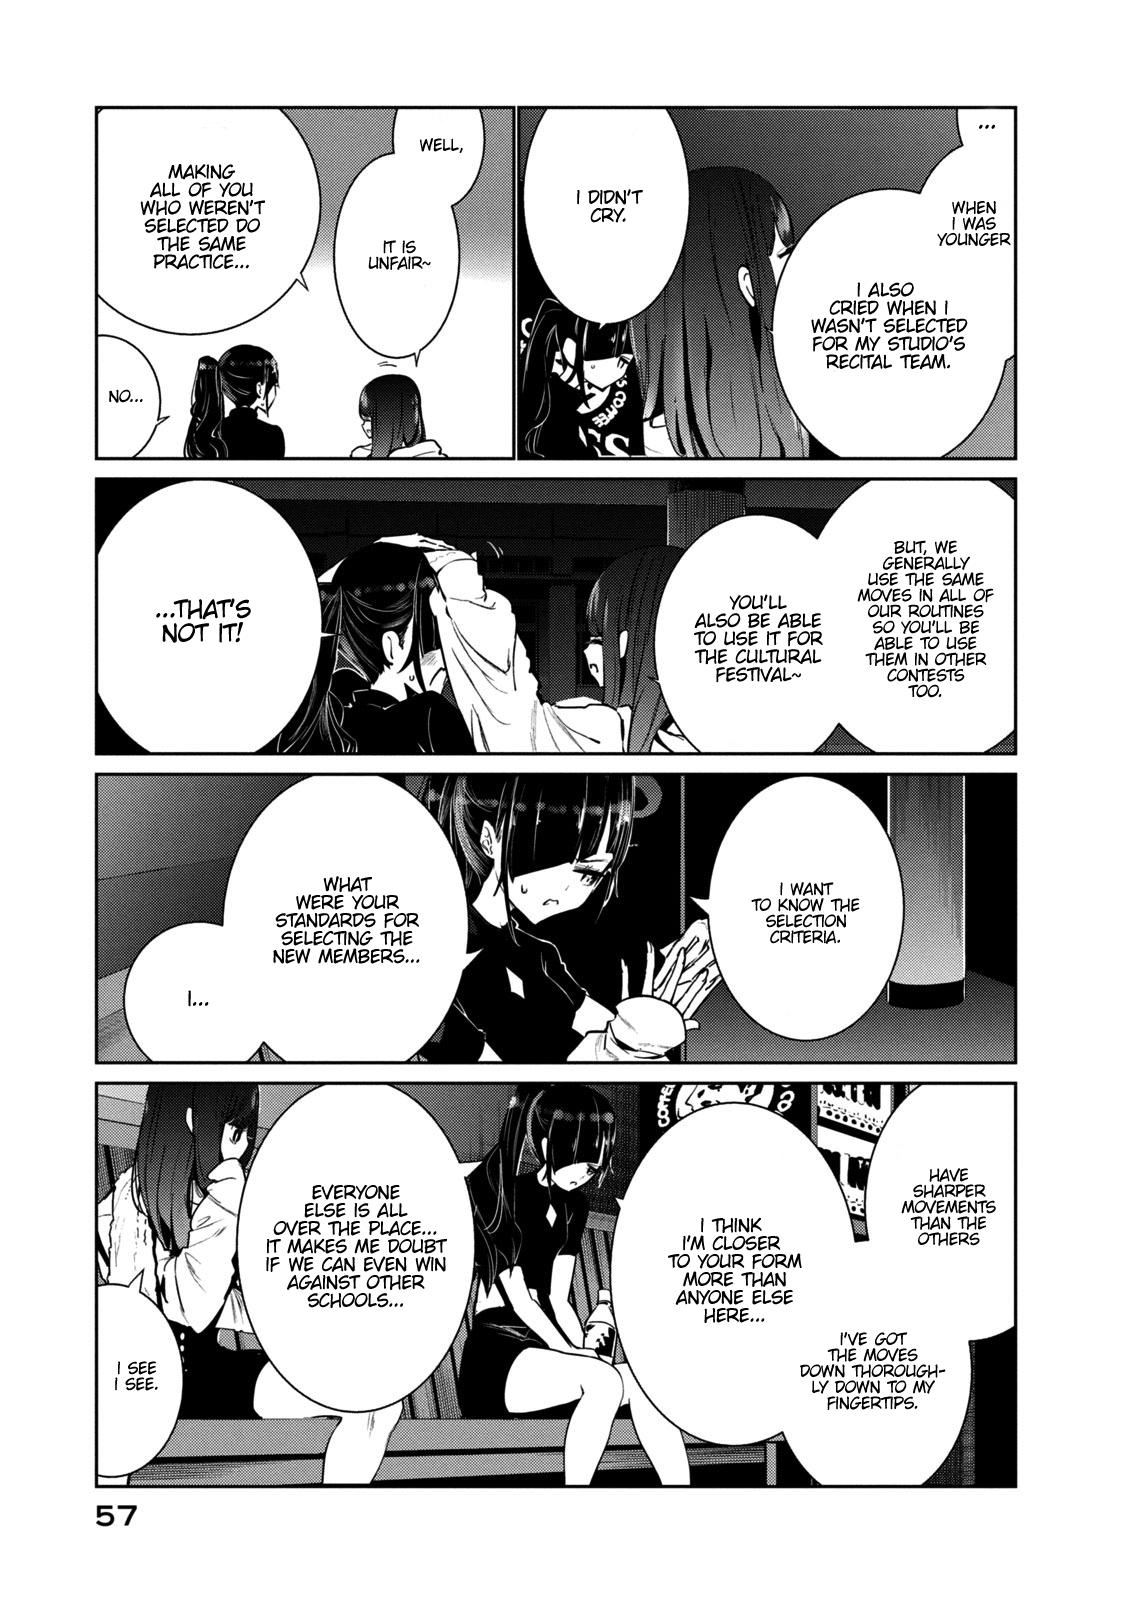 ...
WHEN
I WAS
YOUNGER
I ALSO
CRIED WHEN I
WASN'T SELECTED
FOR MY STUDIO'S
RECITAL TEAM.
I DIDN'T
CRY.
COFFEE
WELL,
IT IS
UNFAIR~
MAKING
ALL OF YOU
WHO WEREN'T
SELECTED DO
THE SAME
PRACTICE...
NO...
BUT, WE
GENERALLY
USE THE SAME
MOVES IN ALL OF
OUR ROUTINES
SO YOU'LL BE
ABLE TO USE
THEM IN OTHER
CONTESTS
TOO.
YOU'LL
ALSO BE ABLE
TO USE IT FOR
THE CULTURAL
FESTIVAL~
...THAT'S
NOT IT!
I WANT
TO KNOW THE
SELECTION
CRITERIA.
WHAT
WERE YOUR
STANDARDS FOR
SELECTING THE
NEW MEMBERS...
I...
HAVE
SHARPER
MOVEMENTS
THAN THE
OTHERS
I THINK
I'M CLOSER
TO YOUR FORM
MORE THAN
ANYONE ELSE
HERE...
I'VE GOT
THE MOVES
DOWN THOROUGH-
LY DOWN TO MY
FINGERTIPS.
COFFEE
EVERYONE
ELSE IS ALL
OVER THE PLACE...
IT MAKES ME DOUBT
IF WE CAN EVEN WIN
AGAINST OTHER
SCHOOLS...
I SEE
I SEE.
57